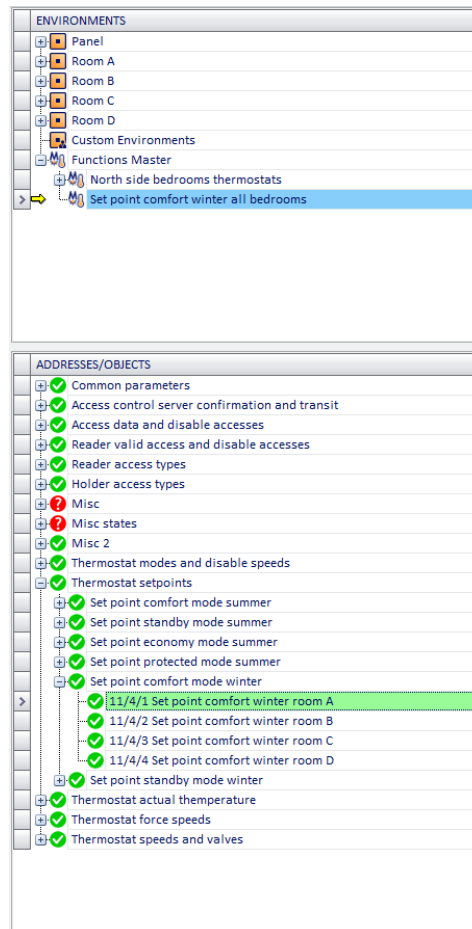 ENVIRONMENTS
Panel
Room A
Room B
Room C
Room D
Custom Environments
Functions Master
North side bedrooms thermostats
Set point comfort winter all bedrooms
ADDRESSES/OBJECTS
Common parameters
Access control server confirmation and transit
Access data and disable accesses
Reader valid access and disable accesses
Reader access types
Holder access types
Misc
Misc states
Misc 2
Thermostat modes and disable speeds
Thermostat setpoints
Set point comfort mode summer
Set point standby mode summer
Set point economy mode summer
Set point protected mode summer
Set point comfort mode winter
11/4/1 Set point comfort winter room A
11/4/2 Set point comfort winter room B
11/4/3 Set point comfort winter room C
11/4/4 Set point comfort winter room D
Set point standby mode winter
Thermostat actual themperature
Thermostat force speeds
Thermostat speeds and valves